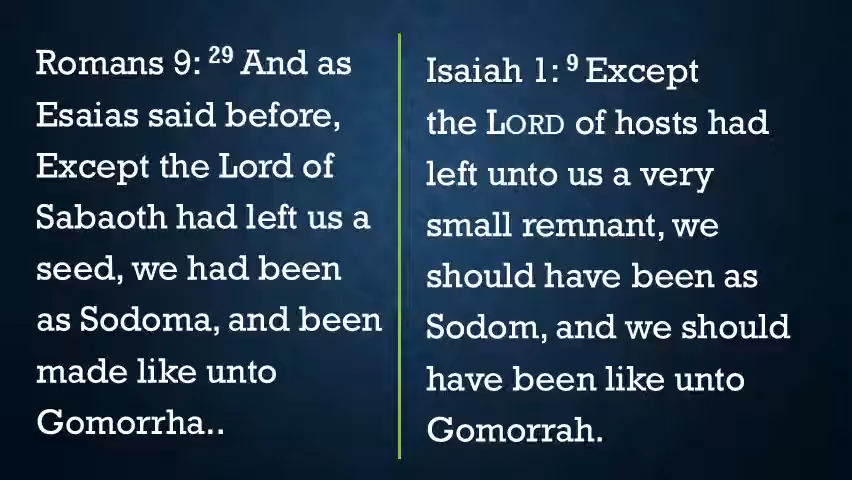 Romans 9: 29 And as
Esaias said before,
Except the Lord of
Sabaoth had left us a
seed, we had been
as Sodoma, and been
made like unto
Gomorrha..
Isaiah 1: 9 Except
the LORD of hosts had
left unto us a very
small remnant, we
should have been as
Sodom, and we should
have been like unto
Gomorrah.